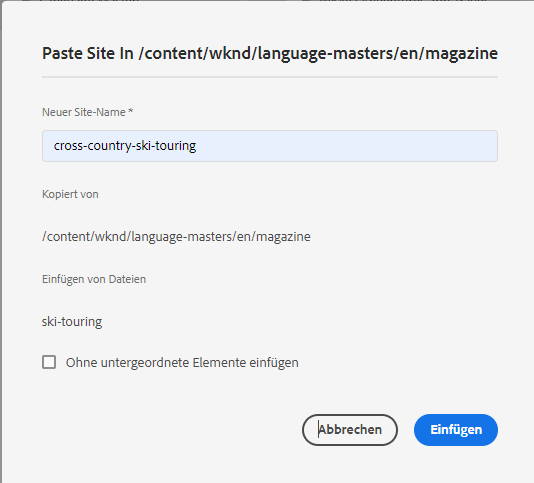 Paste Site In /content/wknd/language-masters/en/magazine
Neuer Site-Name *
cross-country-ski-touring
Kopiert von
/content/wknd/language-masters/en/magazine
Einfügen von Dateien
ski-touring
Ohne untergeordnete Elemente einfügen
Abbrechen Einfügen